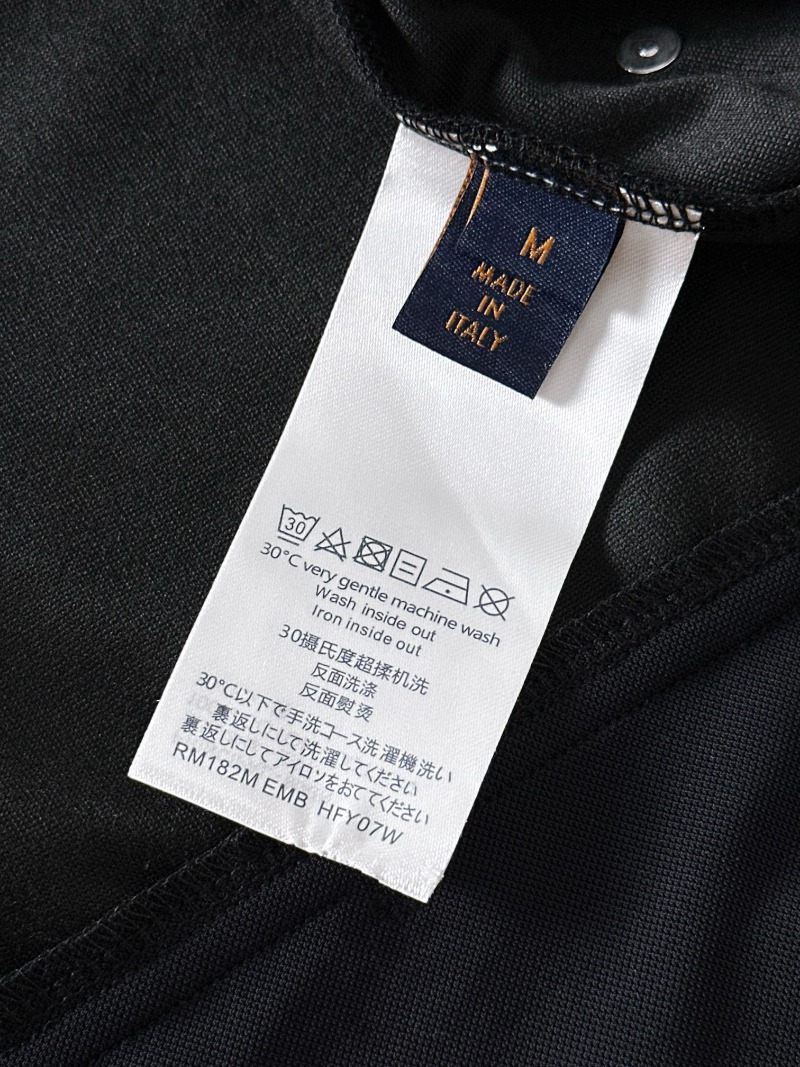 M
MADE
IN
ITALY
30
30°C very gentle machine wash
Wash inside out
Iron inside out
30摄氏度超揉机洗
反面洗涤
反面熨烫
30°C以下で手洗コース洗濯機洗い
裏返しにして洗濯してください
裏返しにしてアイロソをおててください
RM182M EMB HFY07W